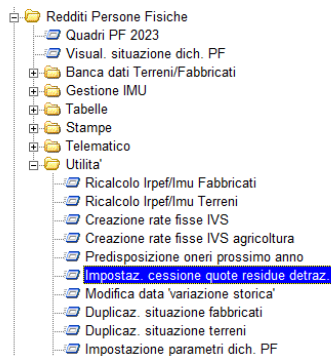 Redditi Persone Fisiche
Quadri PF 2023
Visual. situazione dich. PF
Banca dati Terreni/Fabbricati
Gestione IMU
Tabelle
Stampe
Telematico
Utilita'
Ricalcolo Irpef/Imu Fabbricati
Ricalcolo Irpef/Imu Terreni
Creazione rate fisse IVS
Creazione rate fisse IVS agricoltura
Predisposizione oneri prossimo anno
Impostaz. cessione quote residue detraz.
Modifica data 'variazione storica'
Duplicaz. situazione fabbricati
Duplicaz. situazione terreni
Impostazione parametri dich. PF